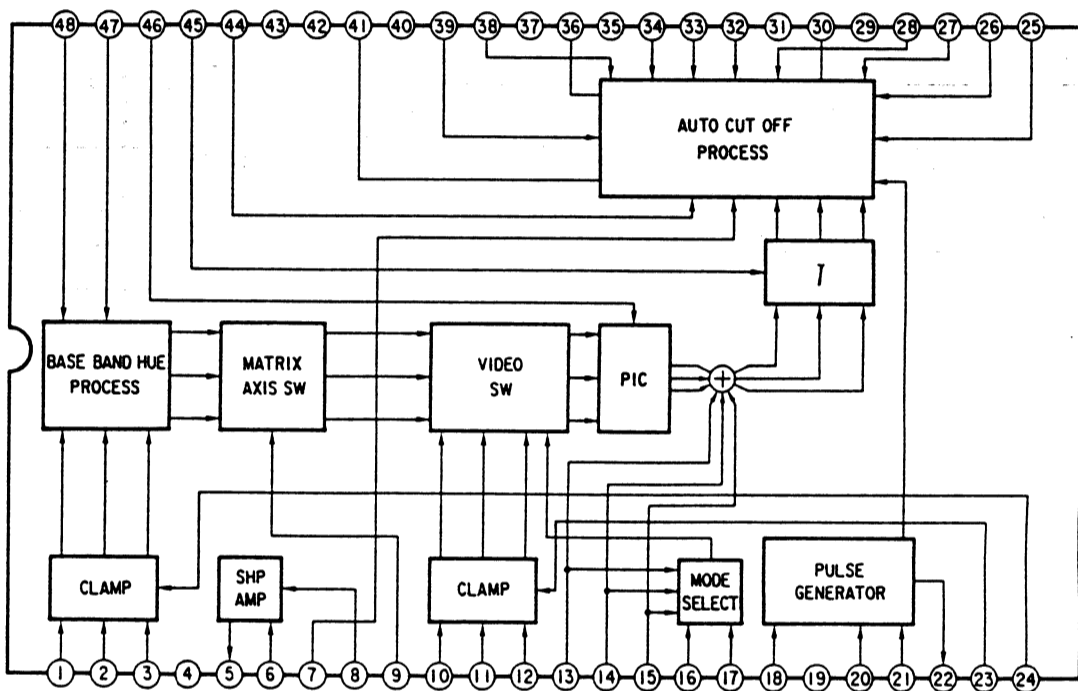 48 47 46 45 44 43 42 41 40 39 38 37 36 35 34 33 32 31 30 29 28 27 26 25
AUTO CUT OFF
PROCESS
γ
BASE BAND HUE
PROCESS
MATRIX
AXIS SW
VIDEO
SW
PIC
+
CLAMP
SHP
AMP
CLAMP
MODE
SELECT
PULSE
GENERATOR
1 2 3 4 5 6 7 8 9 10 11 12 13 14 15 16 17 18 19 20 21 22 23 24